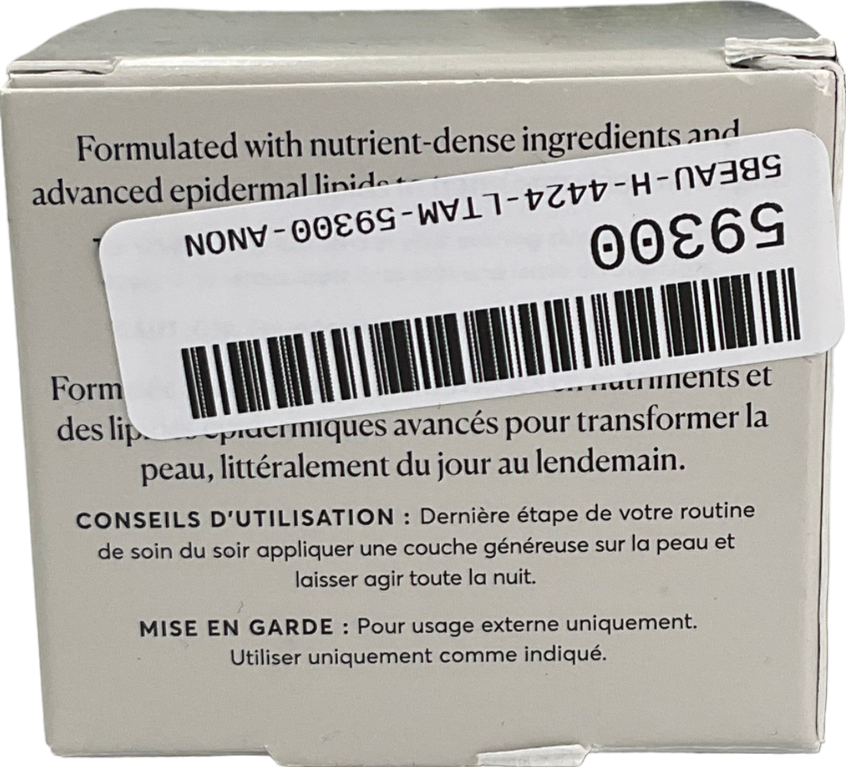 Formulated with nutrient-dense ingredients and
advanced epidermal lipids
5BEAU-H-4424-LTAM-59300-ANON
59300
Form
nutriments et
des lip
épidermiques avancés pour transformer la
peau, littéralement du jour au lendemain.
CONSEILS D'UTILISATION : Dernière étape de votre routine
de soin du soir appliquer une couche généreuse sur la peau et
laisser agir toute la nuit.
MISE EN GARDE : Pour usage externe uniquement.
Utiliser uniquement comme indiqué.